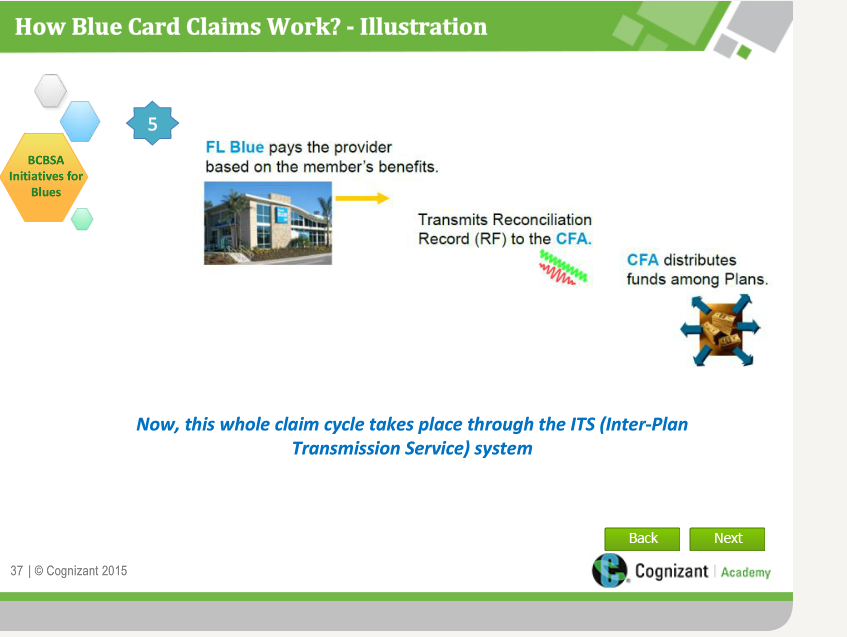 How Blue Card Claims Work? - Illustration
5
BCBSA
Initiatives for
Blues
FL Blue pays the provider
based on the member's benefits.
Transmits Reconciliation
Record (RF) to the CFA.
CFA distributes
funds among Plans.
Now, this whole claim cycle takes place through the ITS (Inter-Plan
Transmission Service) system
Back
Next
37 | © Cognizant 2015
Cognizant | Academy